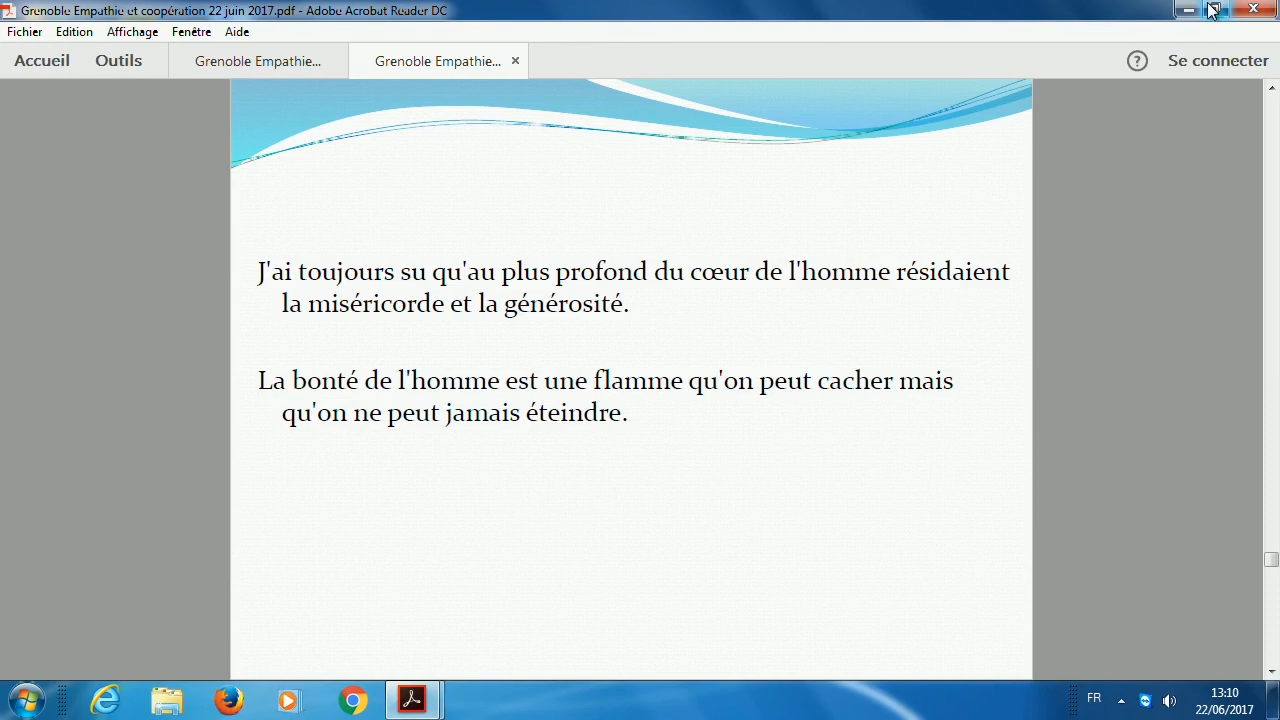 Grenoble Empathie et coopération 22 juin 2017.pdf - Adobe Acrobat Reader DC
Fichier Edition Affichage Fenêtre Aide
Accueil Outils Grenoble Empathie... Grenoble Empathie... × ? Se connecter
J'ai toujours su qu'au plus profond du cœur de l'homme résidaient
la miséricorde et la générosité.
La bonté de l'homme est une flamme qu'on peut cacher mais
qu'on ne peut jamais éteindre.
FR 13:10
22/06/2017